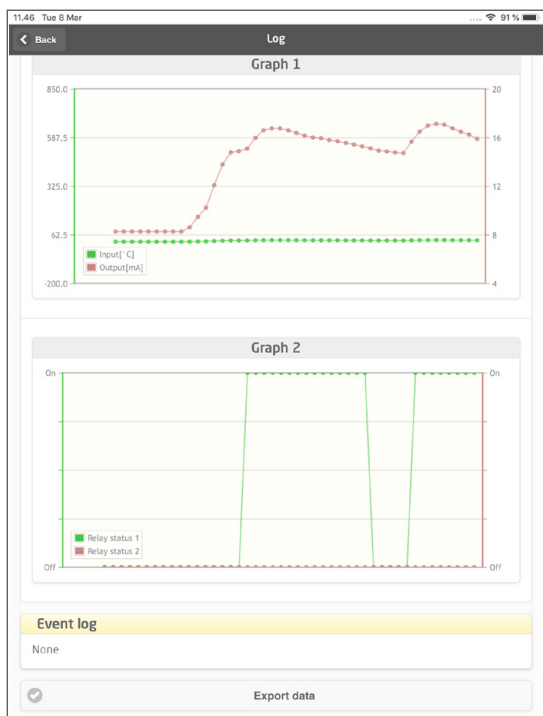 11.46 Tue 8 Mar
.... 91 %
Back
Log
Graph 1
850.0
587.5
325.0
62.5
-200.0
20
16
12
8
4
Input[°C]
Output[mA]
Graph 2
On
Off
On
Off
Relay status 1
Relay status 2
Event log
None
Export data